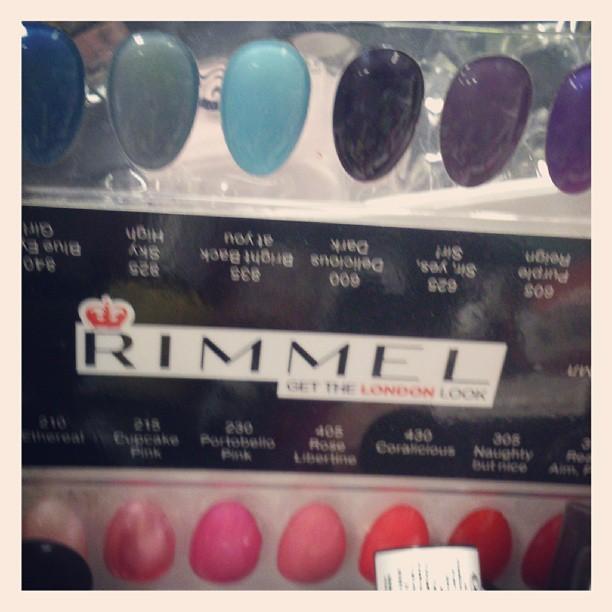 840 Blue Ey
Girl
825 Sky
High
835 Bright Back
at you
600 Delicious
Dark
625 Sir, yes,
Sir!
605 Purple
Reign
RIMMEL
GET THE LONDON LOOK
210
Ethereal
215
Cupcake
Pink
230
Portobello
Pink
405
Rose
Libertine
430
Coralicious
305
Naughty
but nice